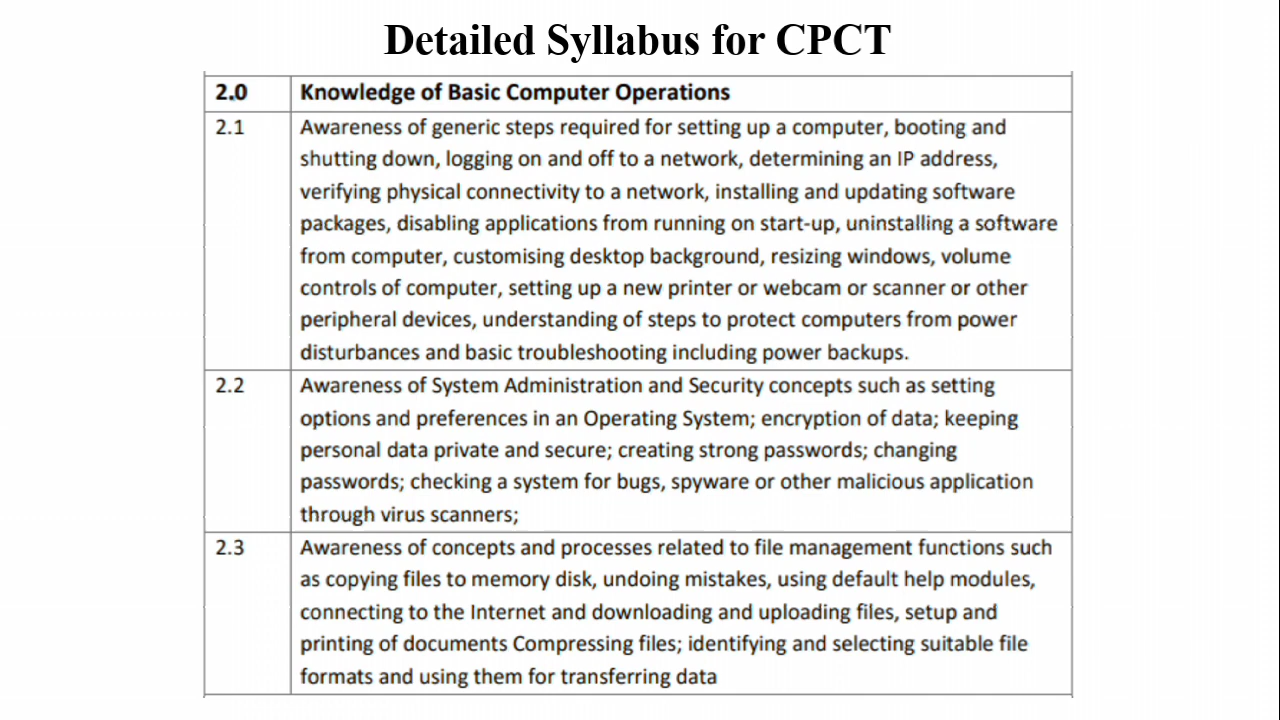 Detailed Syllabus for CPCT
2.0 Knowledge of Basic Computer Operations
2.1 Awareness of generic steps required for setting up a computer, booting and
shutting down, logging on and off to a network, determining an IP address,
verifying physical connectivity to a network, installing and updating software
packages, disabling applications from running on start-up, uninstalling a software
from computer, customising desktop background, resizing windows, volume
controls of computer, setting up a new printer or webcam or scanner or other
peripheral devices, understanding of steps to protect computers from power
disturbances and basic troubleshooting including power backups.
2.2 Awareness of System Administration and Security concepts such as setting
options and preferences in an Operating System; encryption of data; keeping
personal data private and secure; creating strong passwords; changing
passwords; checking a system for bugs, spyware or other malicious application
through virus scanners;
2.3 Awareness of concepts and processes related to file management functions such
as copying files to memory disk, undoing mistakes, using default help modules,
connecting to the Internet and downloading and uploading files, setup and
printing of documents Compressing files; identifying and selecting suitable file
formats and using them for transferring data